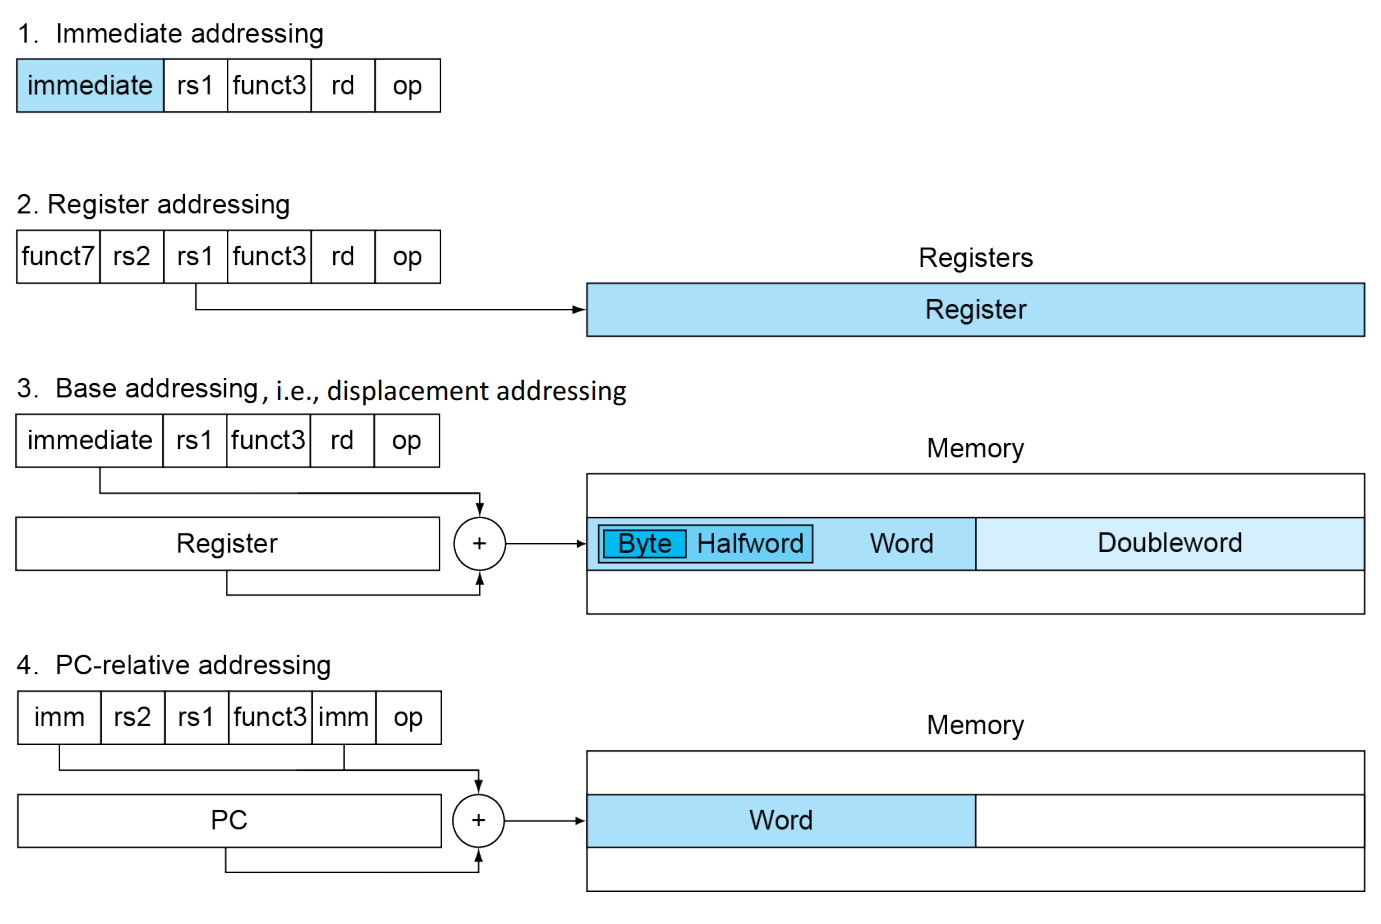 1. Immediate addressing
immediate rs1 funct3 rd op
2. Register addressing
funct7 rs2 rs1 funct3 rd op
Registers
Register
3. Base addressing, i.e., displacement addressing
immediate rs1 funct3 rd op
Memory
Register + Byte Halfword Word Doubleword
4. PC-relative addressing
imm rs2 rs1 funct3 imm op
Memory
PC + Word